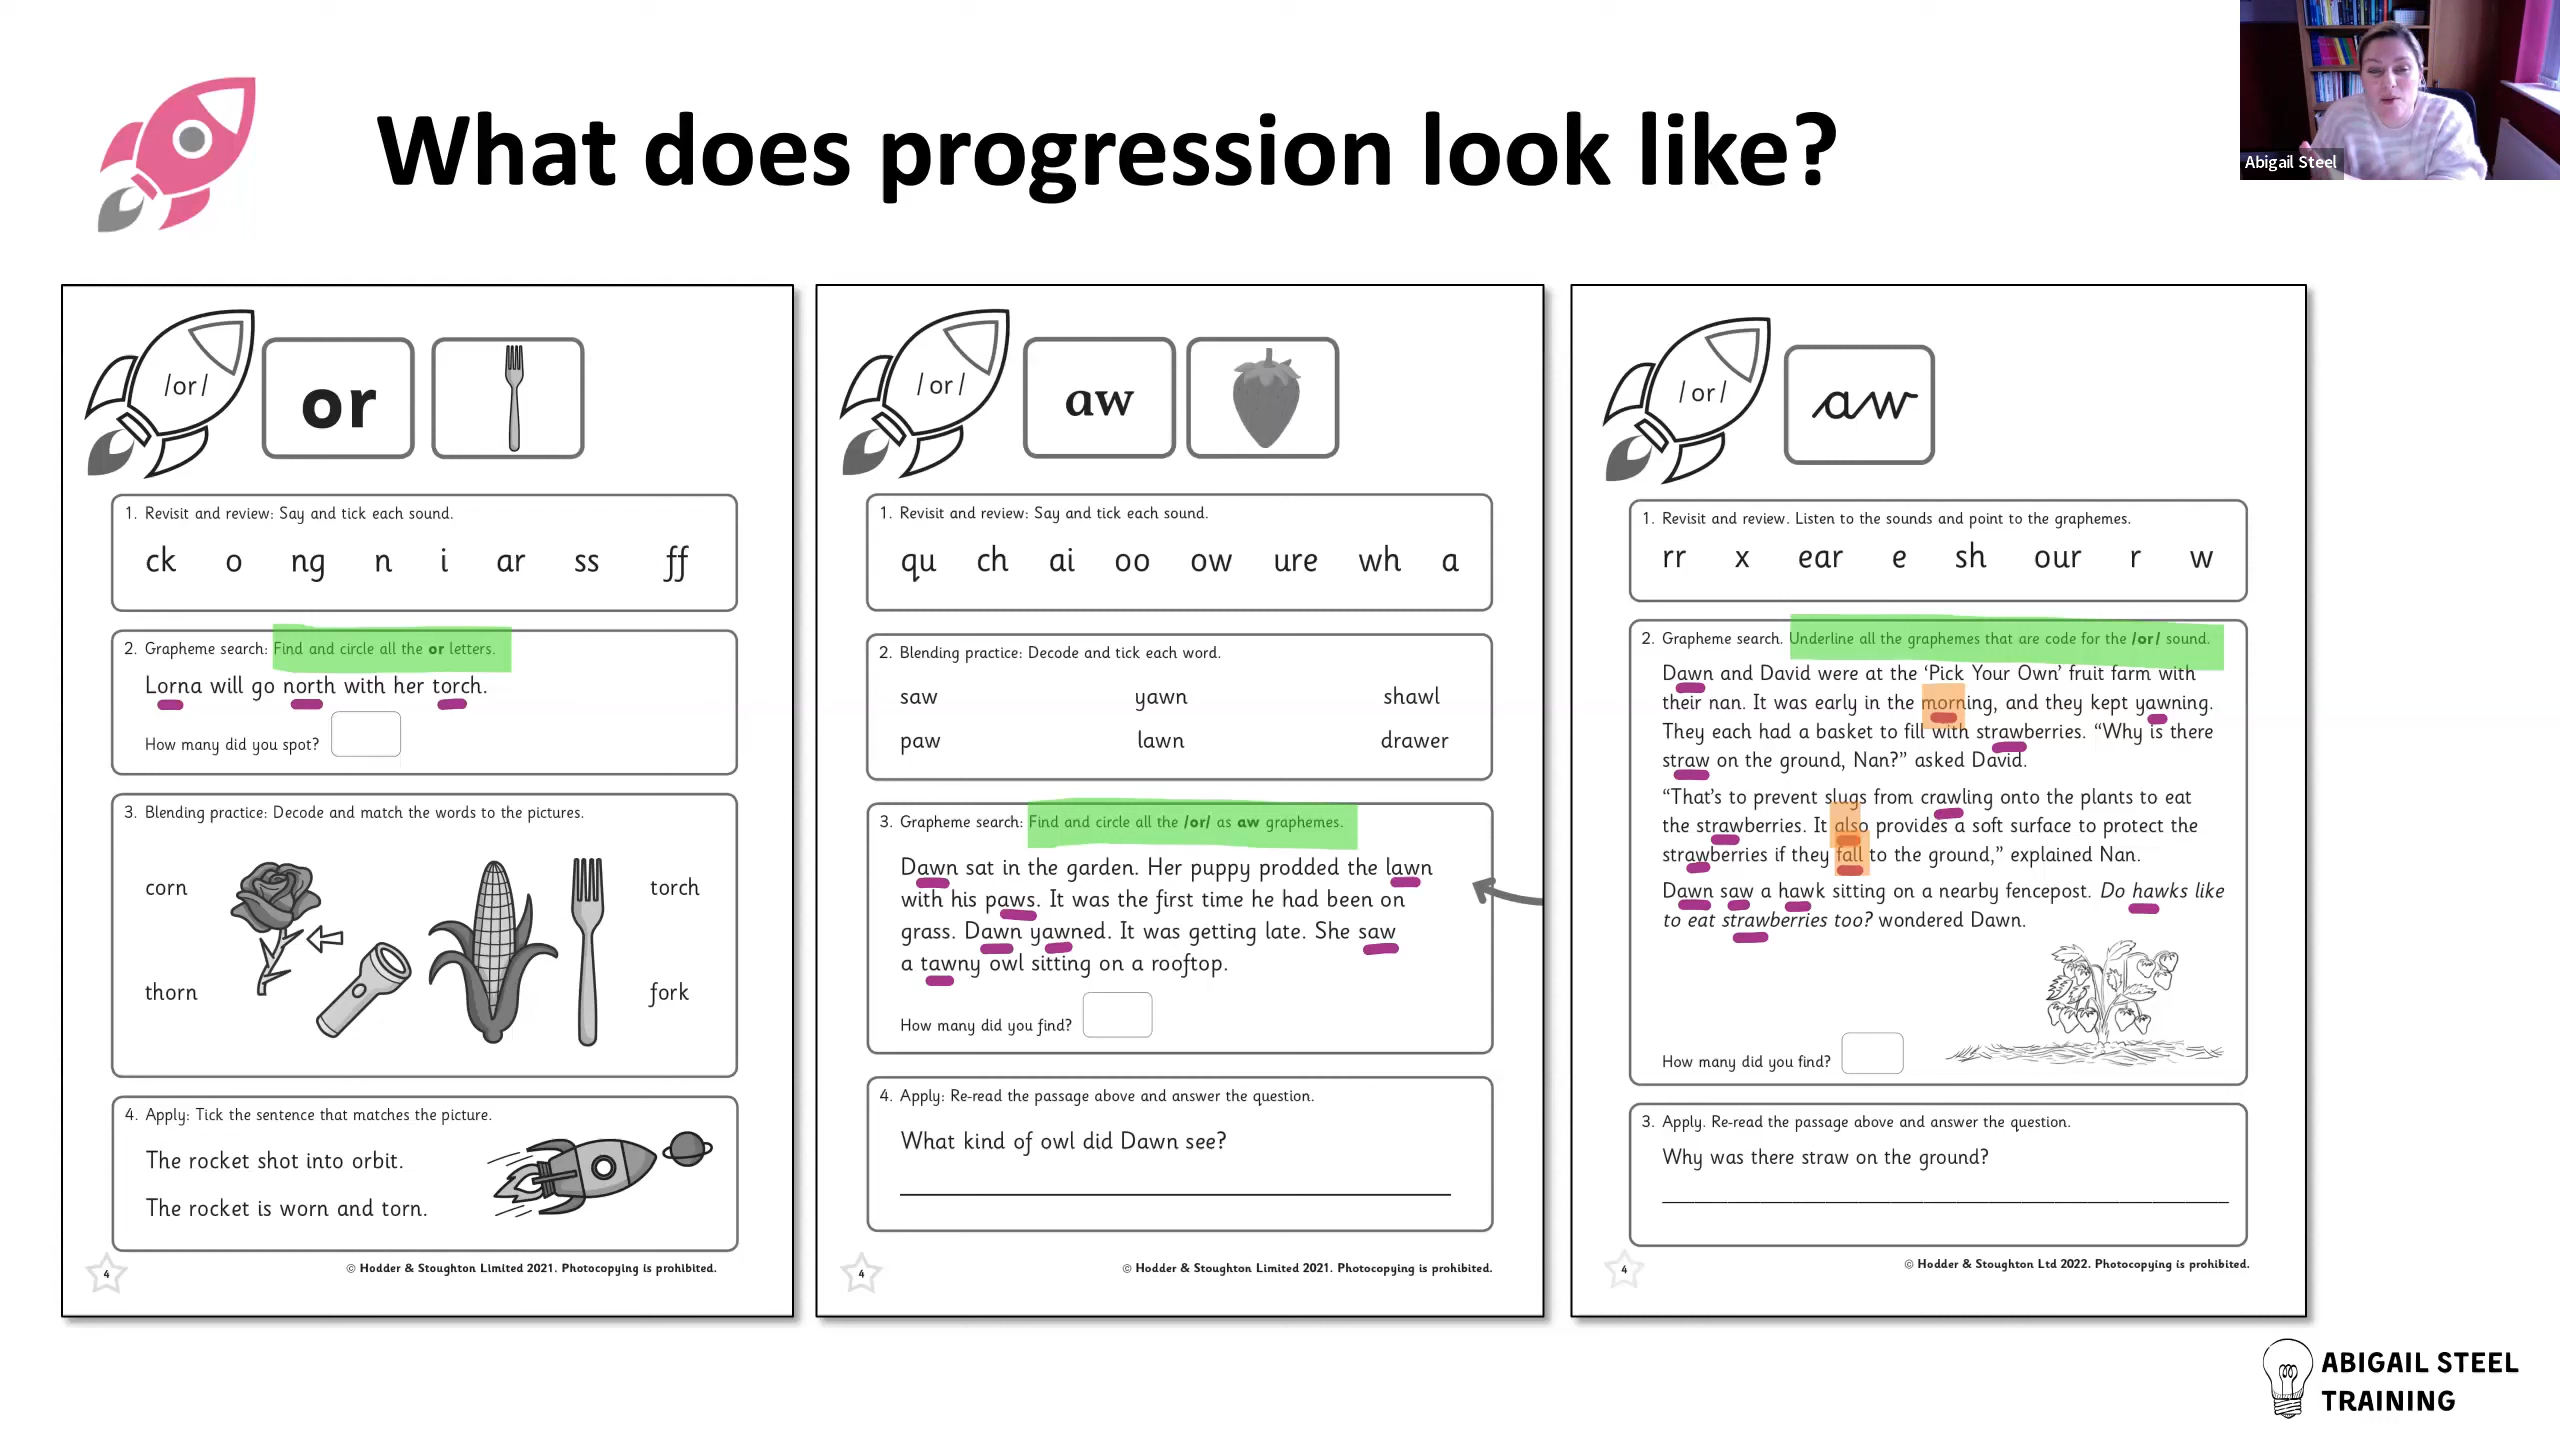 What does progression look like?
Abigail Steel
/or/
or
1. Revisit and review: Say and tick each sound.
ck o ng n i ar ss ff
2. Grapheme search: Find and circle all the or letters.
Lorna will go north with her torch.
How many did you spot?
3. Blending practice: Decode and match the words to the pictures.
corn
torch
thorn
fork
4. Apply: Tick the sentence that matches the picture.
The rocket shot into orbit.
The rocket is worn and torn.
4
© Hodder & Stoughton Limited 2021. Photocopying is prohibited.
/or/
aw
1. Revisit and review: Say and tick each sound.
qu ch ai oo ow ure wh a
2. Blending practice: Decode and tick each word.
saw yawn shawl
paw lawn drawer
3. Grapheme search: Find and circle all the /or/ as aw graphemes.
Dawn sat in the garden. Her puppy prodded the lawn
with his paws. It was the first time he had been on
grass. Dawn yawned. It was getting late. She saw
a tawny owl sitting on a rooftop.
How many did you find?
4. Apply: Re-read the passage above and answer the question.
What kind of owl did Dawn see?
4
© Hodder & Stoughton Limited 2021. Photocopying is prohibited.
/or/
aw
1. Revisit and review. Listen to the sounds and point to the graphemes.
rr x ear e sh our r w
2. Grapheme search. Underline all the graphemes that are code for the /or/ sound.
Dawn and David were at the ‘Pick Your Own’ fruit farm with
their nan. It was early in the morning, and they kept yawning.
They each had a basket to fill with strawberries. “Why is there
straw on the ground, Nan?” asked David.
“That’s to prevent slugs from crawling onto the plants to eat
the strawberries. It also provides a soft surface to protect the
strawberries if they fall to the ground,” explained Nan.
Dawn saw a hawk sitting on a nearby fencepost. Do hawks like
to eat strawberries too? wondered Dawn.
How many did you find?
3. Apply. Re-read the passage above and answer the question.
Why was there straw on the ground?
4
© Hodder & Stoughton Ltd 2022. Photocopying is prohibited.
ABIGAIL STEEL
TRAINING